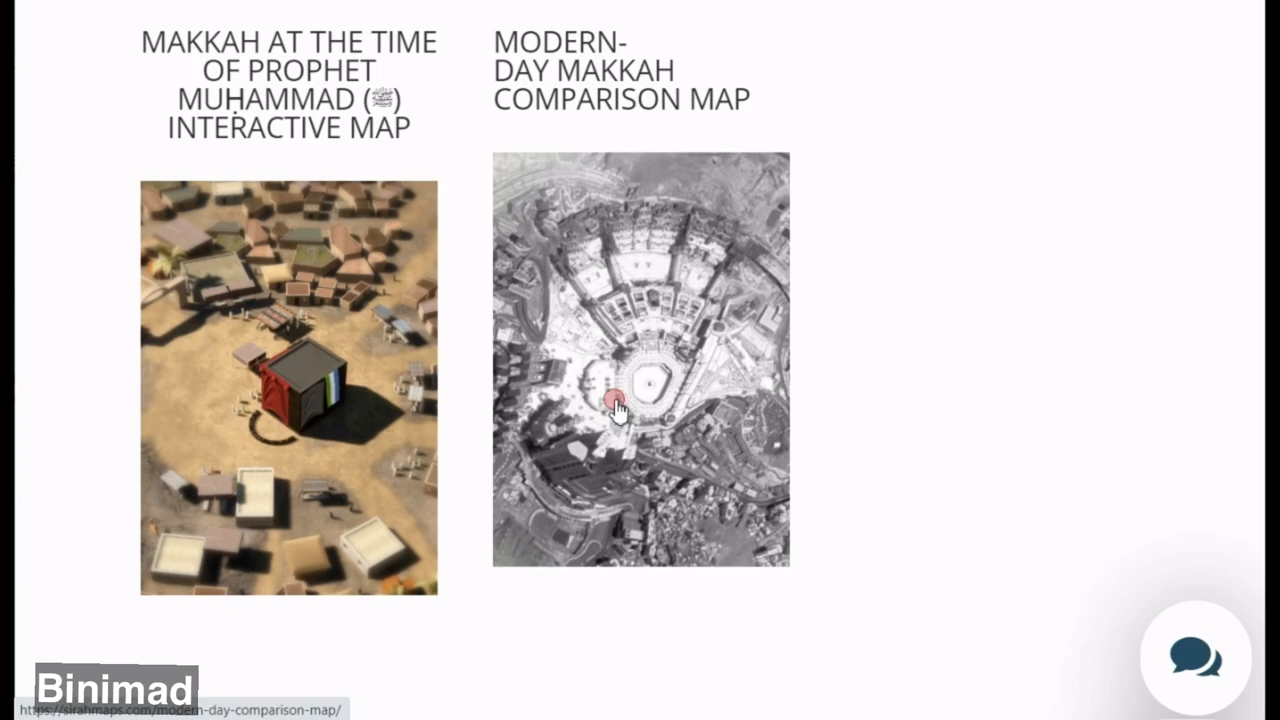 MAKKAH AT THE TIME
OF PROPHET
MUḤAMMAD (ﷺ)
INTERACTIVE MAP
MODERN-
DAY MAKKAH
COMPARISON MAP
Binimad
https://sirahmaps.com/modern-day-comparison-map/